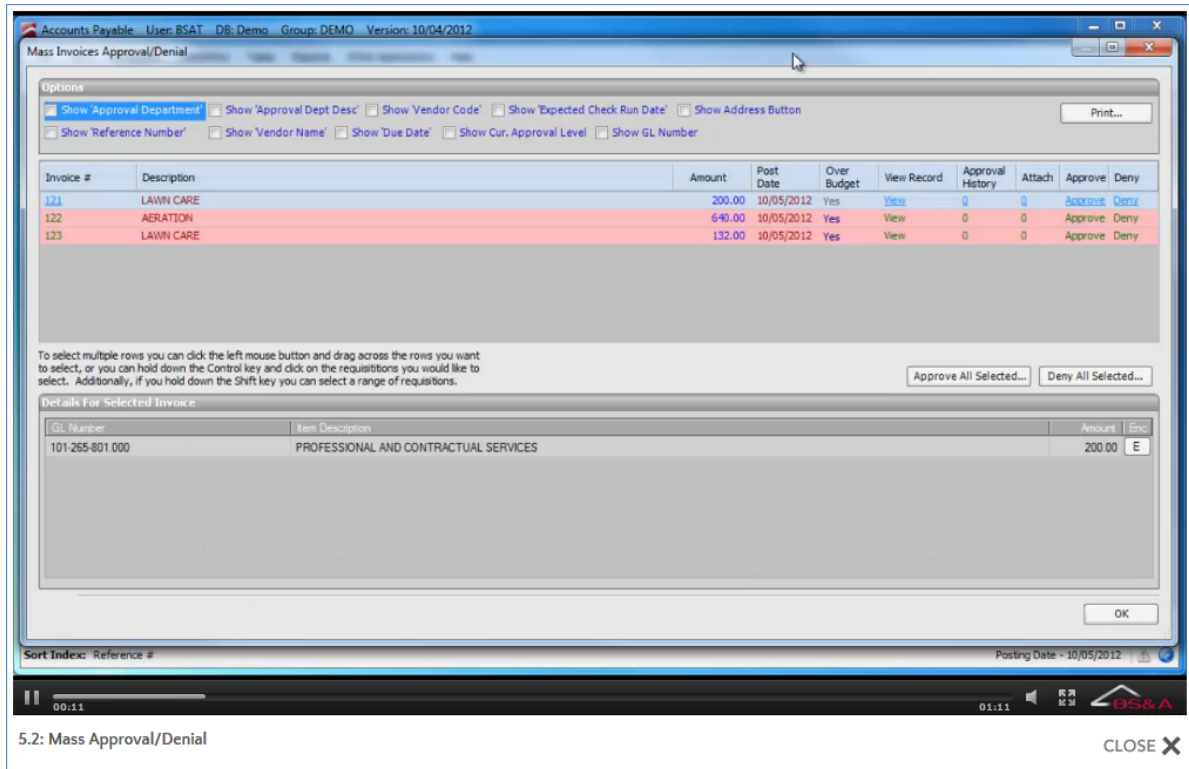 Accounts Payable User: BSAT DB: Demo Group: DEMO Version: 10/04/2012
Mass Invoices Approval/Denial
Options
Show 'Approval Department' Show 'Approval Dept Desc' Show 'Vendor Code' Show 'Expected Check Run Date' Show Address Button
Print...
Show 'Reference Number' Show 'Vendor Name' Show 'Due Date' Show Cur. Approval Level Show GL Number
Invoice # Description Amount Post Date Over Budget View Record Approval History Attach Approve Deny
121 LAWN CARE 200.00 10/05/2012 Yes View 0 0 Approve Deny
122 AERATION 640.00 10/05/2012 Yes View 0 0 Approve Deny
123 LAWN CARE 132.00 10/05/2012 Yes View 0 0 Approve Deny
To select multiple rows you can click the left mouse button and drag across the rows you want
to select, or you can hold down the Control key and click on the requisititions you would like to
select. Additionally, if you hold down the Shift key you can select a range of requisitions.
Approve All Selected... Deny All Selected...
Details For Selected Invoice
GL Number Item Description Amount Enc
101-265-801.000 PROFESSIONAL AND CONTRACTUAL SERVICES 200.00 E
OK
Sort Index: Reference # Posting Date - 10/05/2012
00:11 01:11 BS&A
5.2: Mass Approval/Denial CLOSE